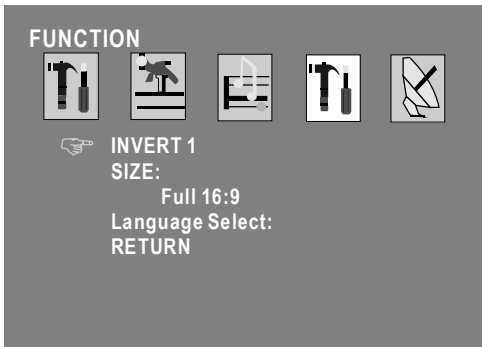 FUNCTION
INVERT 1
SIZE:
Full 16:9
Language Select:
RETURN